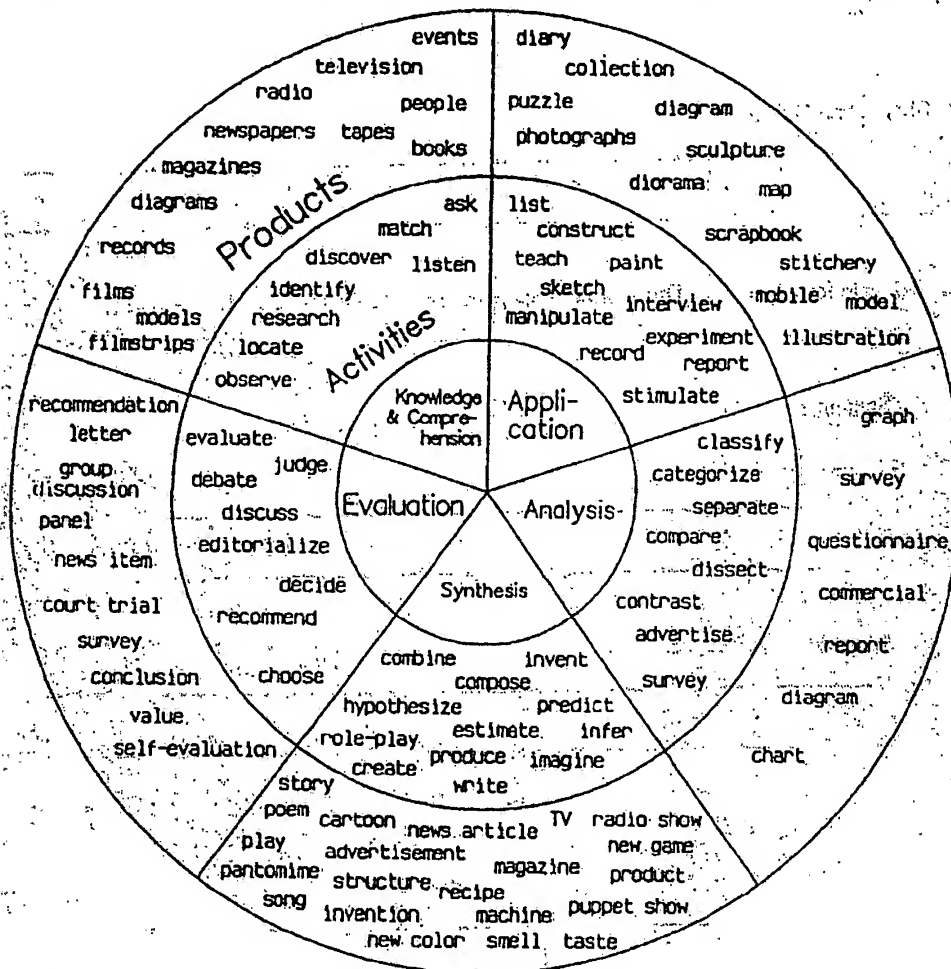 events
television
radio
people
newspapers
tapes
books
magazines
diagrams
records
films
models
filmstrips
Products
ask
match
discover
listen
identify
research
locate
observe
Activities
Knowledge
& Compre-
hension
diary
collection
puzzle
diagram
photographs
sculpture
diorama
map
scrapbook
stitchery
mobile
model
illustration
list
construct
teach
paint
sketch
interview
manipulate
experiment
record
report
stimulate
Appli-
cation
graph
survey
questionnaire
commercial
report
diagram
chart
classify
categorize
separate
compare
dissect
contrast
advertise
survey
Analysis
Synthesis
combine
invent
compose
hypothesize
predict
role-play
estimate
infer
create
produce
imagine
write
story
poem
cartoon
news article
TV
radio show
play
advertisement
new game
pantomime
structure
magazine
product
song
recipe
invention
machine
puppet show
new color
smell
taste
Evaluation
evaluate
judge
debate
discuss
editorialize
decide
recommend
choose
recommendation
letter
group
discussion
panel
news item
court trial
survey
conclusion
value
self-evaluation